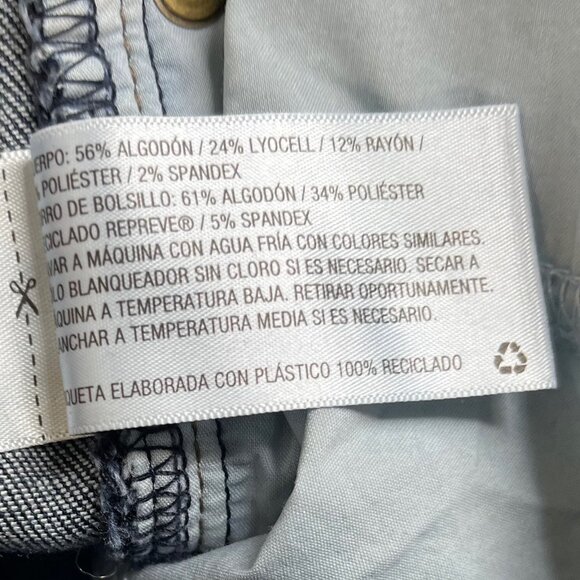 ERPO: 56% ALGODÓN / 24% LYOCELL / 12% RAYÓN /
POLIÉSTER / 2% SPANDEX
RRO DE BOLSILLO: 61% ALGODÓN / 34% POLIÉSTER
CICLADO REPREVE® / 5% SPANDEX
VAR A MÁQUINA CON AGUA FRÍA CON COLORES SIMILARES.
LO BLANQUEADOR SIN CLORO SI ES NECESARIO. SECAR A
QUINA A TEMPERATURA BAJA. RETIRAR OPORTUNAMENTE.
ANCHAR A TEMPERATURA MEDIA SI ES NECESARIO.
QUETA ELABORADA CON PLÁSTICO 100% RECICLADO